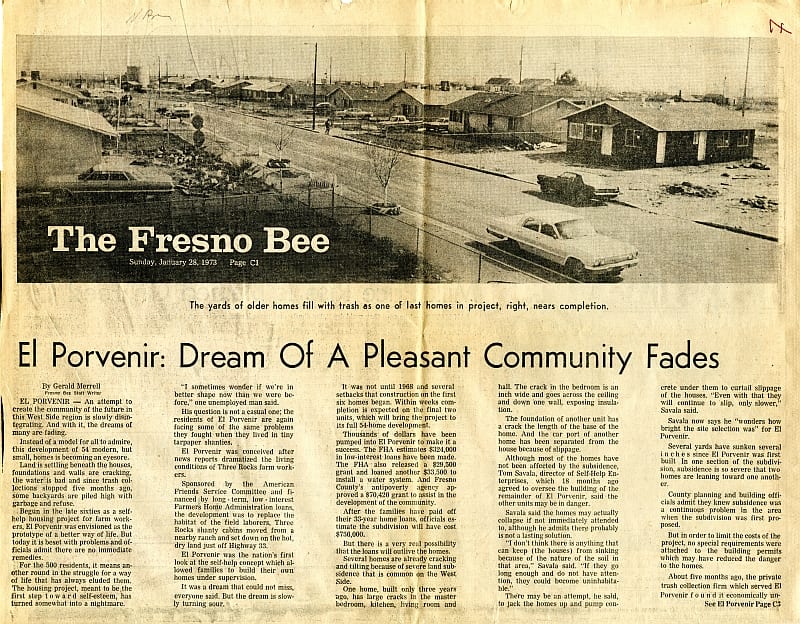 The Fresno Bee
Sunday, January 28, 1973 Page C1
The yards of older homes fill with trash as one of last homes in project, right, nears completion.
El Porvenir: Dream Of A Pleasant Community Fades
By Gerald Merrell
Fresno Bee Staff Writer
EL PORVENIR — An attempt to
create the community of the future in
this West Side region is slowly disin-
tegrating. And with it, the dreams of
many are fading.
Instead of a model for all to admire,
this development of 54 modern, but
small, homes is becoming an eyesore.
Land is settling beneath the houses,
foundations and walls are cracking,
the water is bad and since trash col-
lections stopped five months ago,
some backyards are piled high with
garbage and refuse.
Begun in the late sixties as a self-
help housing project for farm work-
ers, El Porvenir was envisioned as the
prototype of a better way of life. But
today it is beset with problems and of-
ficials admit there are no immediate
remedies.
For the 500 residents, it means an-
other round in the struggle for a way
of life that has always eluded them.
The housing project, meant to be the
first step toward self-esteem, has
turned somewhat into a nightmare.
"I sometimes wonder if we're in
better shape now than we were be-
fore," one unemployed man said.
His question is not a casual one; the
residents of El Porvenir are again
facing some of the same problems
they fought when they lived in tiny
tarpaper shanties.
El Porvenir was conceived after
news reports dramatized the living
conditions of Three Rocks farm work-
ers.
Sponsored by the American
Friends Service Committee and fi-
nanced by long-term, low-interest
Farmers Home Administration loans,
the development was to replace the
habitat of the field laborers, Three
Rocks shanty cabins moved from a
nearby ranch and set down on the hot,
dry land just off Highway 33.
El Porvenir was the nation's first
look at the self-help concept which al-
lowed families to build their own
homes under supervision.
It was a dream that could not miss,
everyone said. But the dream is slow-
ly turning sour.
It was not until 1968 and several
setbacks that construction on the first
six homes began. Within weeks com-
pletion is expected on the final two
units, which will bring the project to
its full 54-home development.
Thousands of dollars have been
pumped into El Porvenir to make it a
success. The FHA estimates $124,000
in low-interest loans have been made.
The FHA also released a $29,500
grant and loaned another $33,500 to
install a water system. And Fresno
County's antipoverty agency ap-
proved a $70,420 grant to assist in the
development of the community.
After the families have paid off
their 33-year home loans, officials es-
timate the subdivision will have cost
$750,000.
But there is a very real possibility
that the loans will outlive the homes.
Several homes are already cracking
and tilting because of severe land sub-
sidence that is common on the West
Side.
One home, built only three years
ago, has large cracks in the master
bedroom, kitchen, living room and
hall. The crack in the bedroom is an
inch wide and goes across the ceiling
and down one wall, exposing insula-
tion.
The foundation of another unit has
a crack the length of the base of the
home. And the car port of another
home has been separated from the
house because of slippage.
Although most of the homes have
not been affected by the subsidence,
Tom Savala, director of Self-Help En-
terprises, which 18 months ago
agreed to oversee the building of the
remainder of El Porvenir, said the
other units may be in danger.
Savala said the homes may actually
collapse if not immediately attended
to, although he admits there probably
is not a lasting solution.
"I don't think there is anything that
can keep (the houses) from sinking
because of the nature of the soil in
that area," Savala said. "If they go
long enough and do not have atten-
tion, they could become uninhabita-
ble."
There may be an attempt, he said,
to jack the homes up and pump con-
crete under them to curtail slippage
of the houses. "Even with that they
will continue to slip, only slower,"
Savala said.
Savala now says he "wonders how
bright the site selection was" for El
Porvenir.
Several yards have sunken several
inches since El Porvenir was first
built. In one section of the subdivi-
sion, subsidence is so severe that two
homes are leaning toward one anoth-
er.
County planning and building offi-
cials admit they knew subsidence was
a continuous problem in the area
when the subdivision was first pro-
posed.
But in order to limit the costs of the
project, no special requirements were
attached to the building permits
which may have reduced the danger
to the homes.
About five months ago, the private
trash collection firm which served El
Porvenir found it economically un-
See El Porvenir Page C3